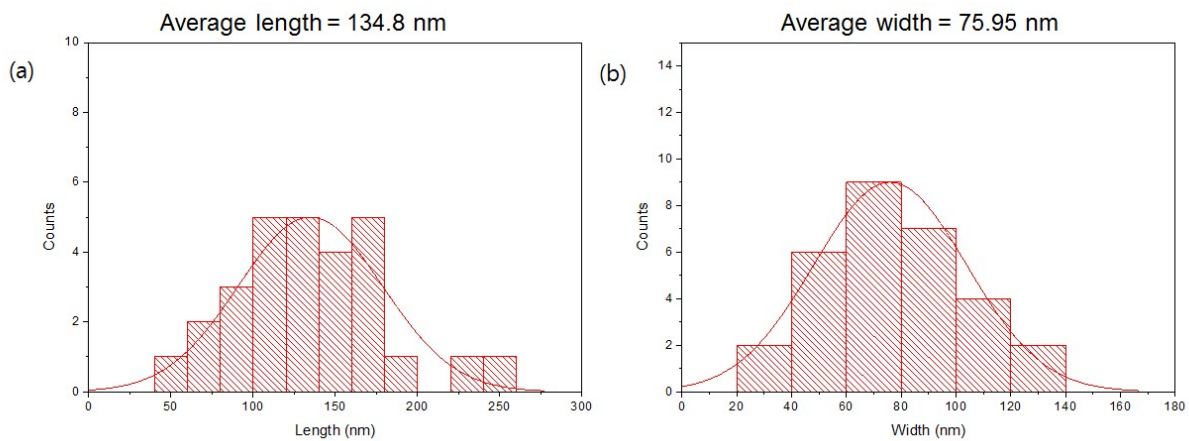 Average length = 134.8 nm
(a)
10
8
6
4
2
0
Counts
0 50 100 150 200 250 300
Length (nm)
Average width = 75.95 nm
(b)
14
12
10
8
6
4
2
0
Counts
0 20 40 60 80 100 120 140 160 180
Width (nm)